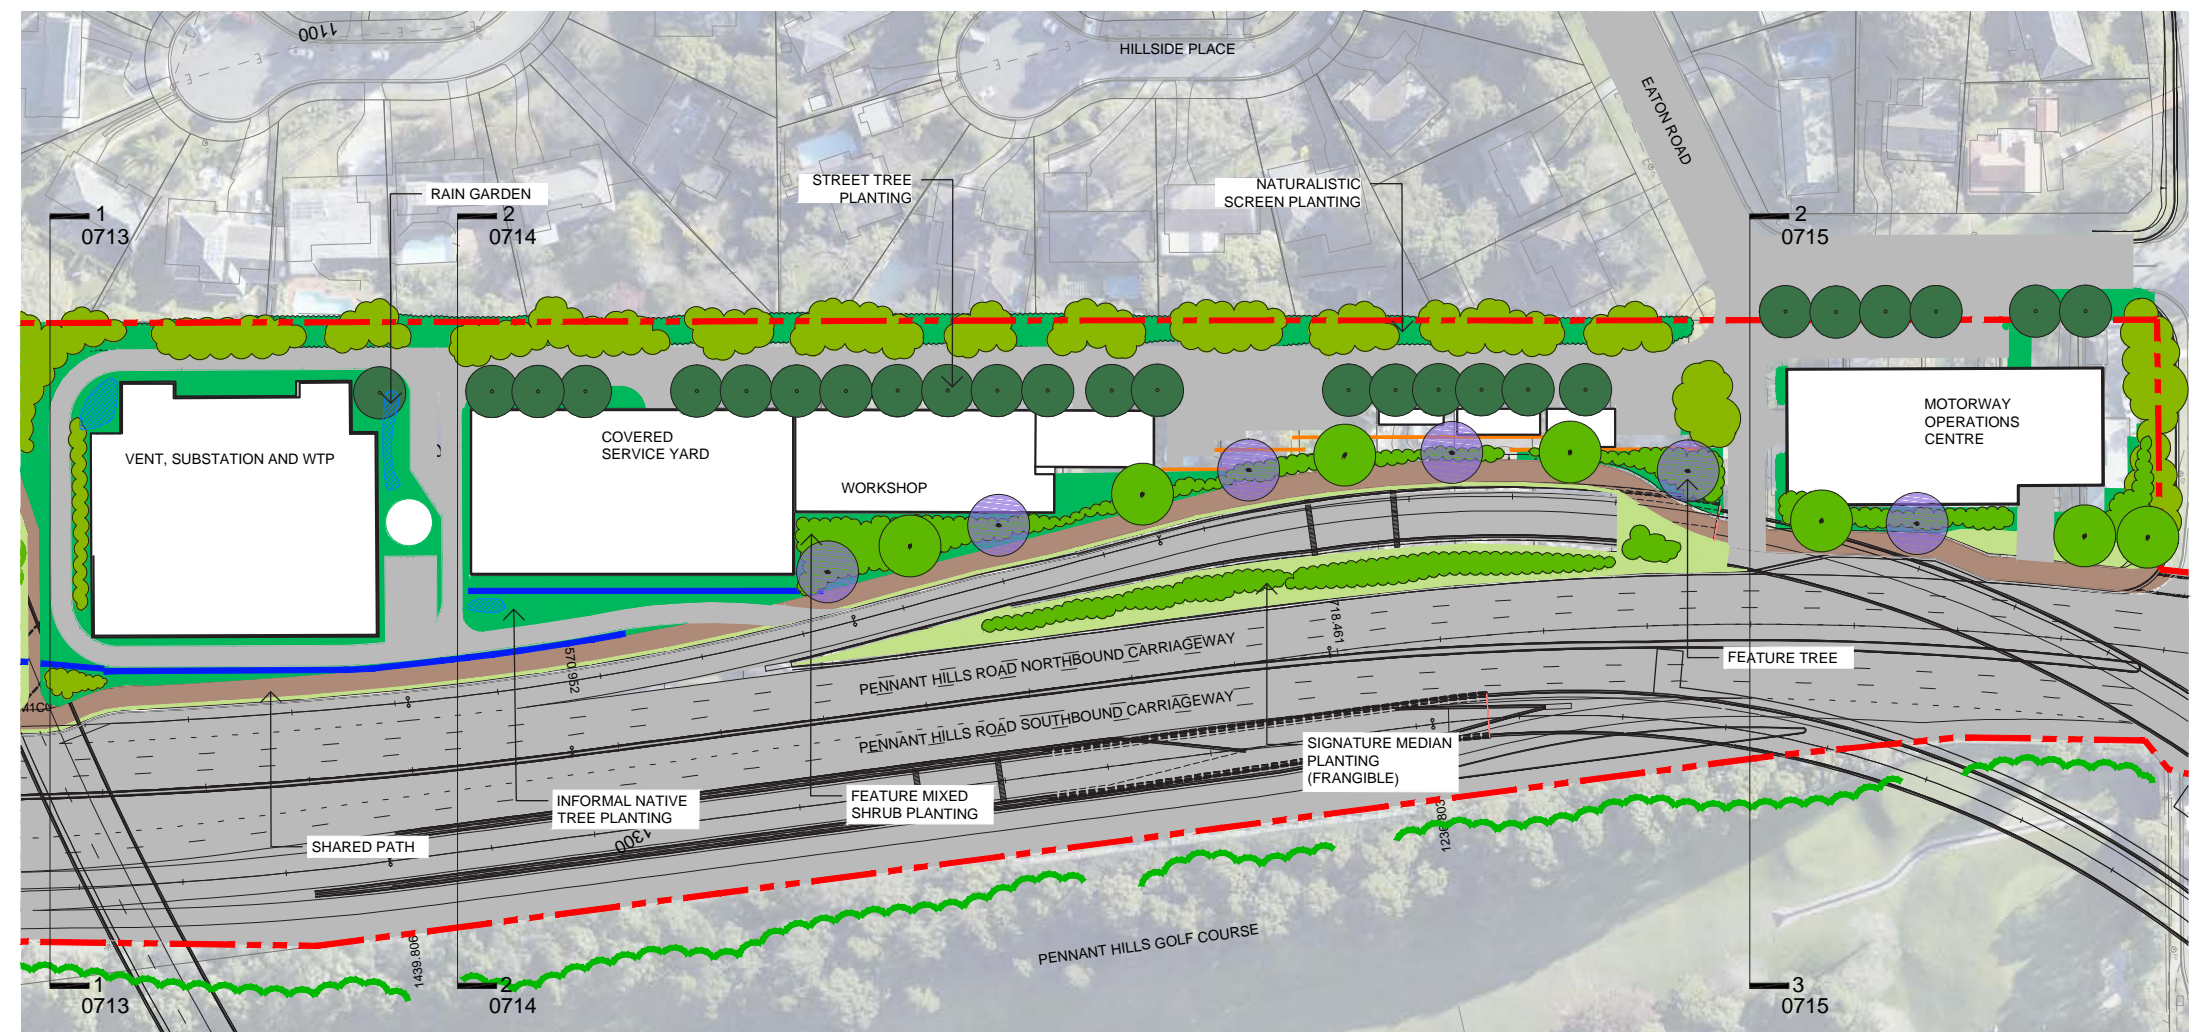 1100
HILLSIDE PLACE
EATON ROAD
RAIN GARDEN
STREET TREE
PLANTING
NATURALISTIC
SCREEN PLANTING
1
0713
2
0714
2
0715
VENT, SUBSTATION AND WTP
COVERED
SERVICE YARD
WORKSHOP
MOTORWAY
OPERATIONS
CENTRE
570.952
718.461
PENNANT HILLS ROAD NORTHBOUND CARRIAGEWAY
PENNANT HILLS ROAD SOUTHBOUND CARRIAGEWAY
FEATURE TREE
SIGNATURE MEDIAN
PLANTING
(FRANGIBLE)
INFORMAL NATIVE
TREE PLANTING
FEATURE MIXED
SHRUB PLANTING
SHARED PATH
1300
1236.803
1439.806
PENNANT HILLS GOLF COURSE
1
0713
2
0714
3
0715